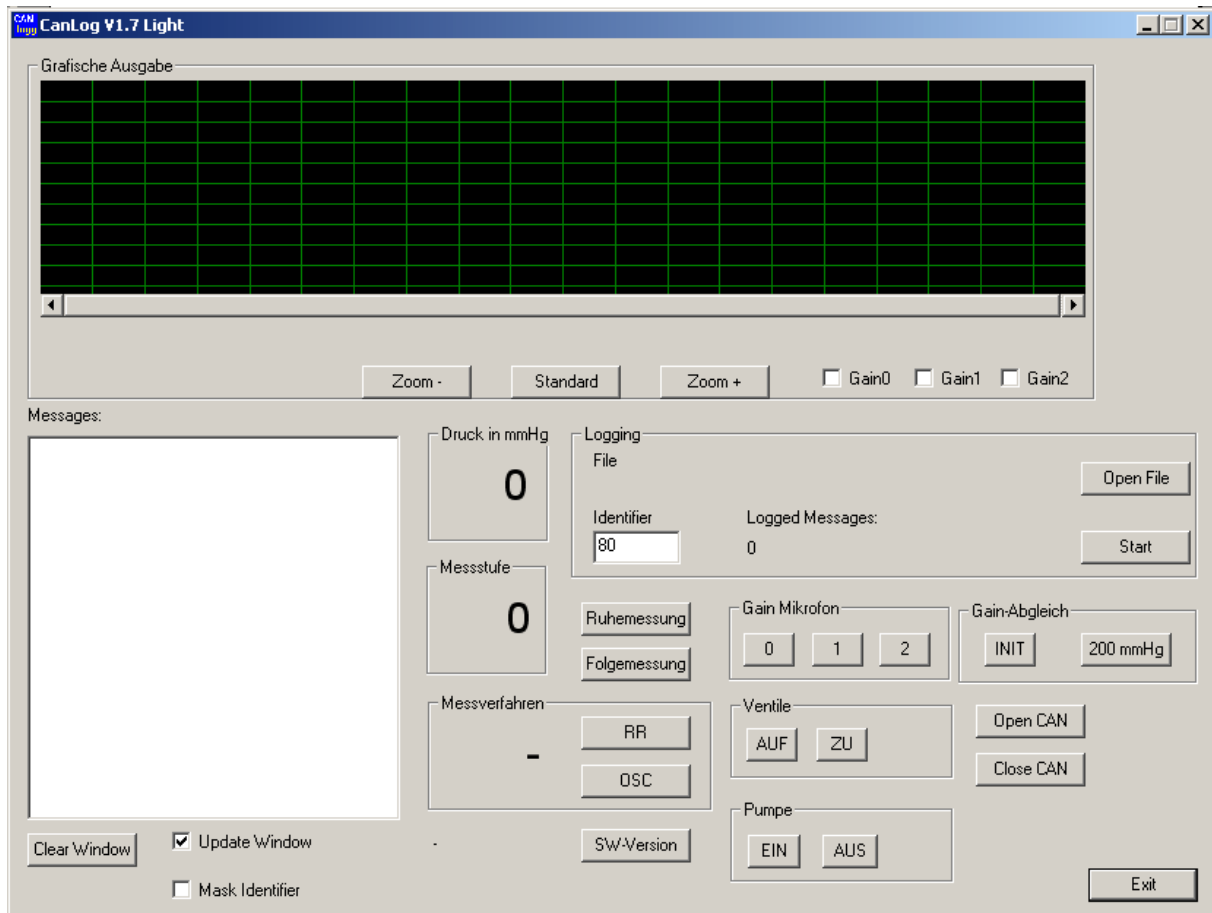 CAN
logg CanLog V1.7 Light
Grafische Ausgabe
Zoom - Standard Zoom + Gain0 Gain1 Gain2
Messages:
Druck in mmHg
0
Logging
File
Open File
Identifier Logged Messages:
80 0 Start
Messstufe
0
Ruhemessung
Folgemessung
Gain Mikrofon
0 1 2
Gain-Abgleich
INIT 200 mmHg
Messverfahren
-
RR
OSC
Ventile
AUF ZU
Open CAN
Close CAN
Pumpe
EIN AUS
Clear Window Update Window - SW-Version
Mask Identifier
Exit